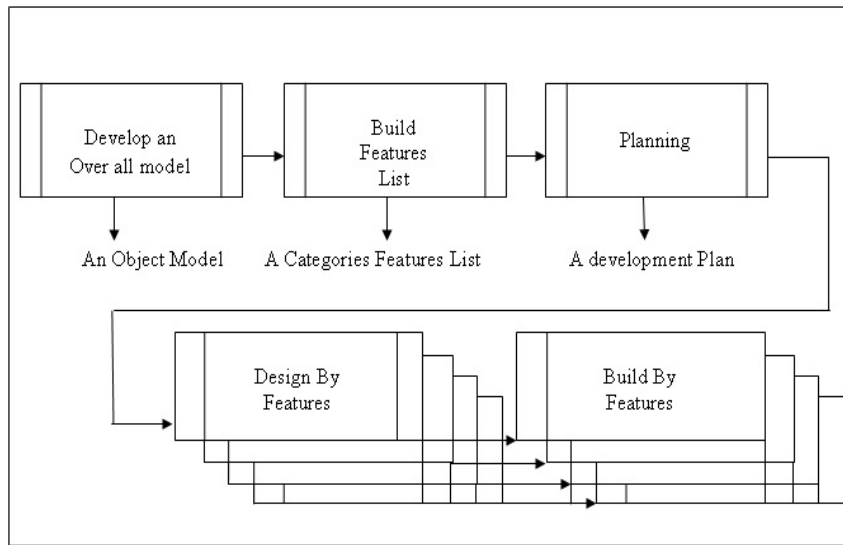 Develop an
Over all model
Build
Features
List
Planning
An Object Model
A Categories Features List
A development Plan
Design By
Features
Build By
Features